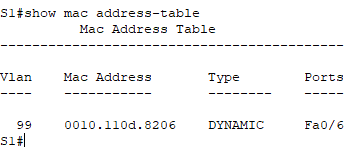 S1#show mac address-table
Mac Address Table
-------------------------------------------
Vlan    Mac Address       Type        Ports
----    -----------       --------    -----
99    0010.110d.8206    DYNAMIC     Fa0/6
S1#